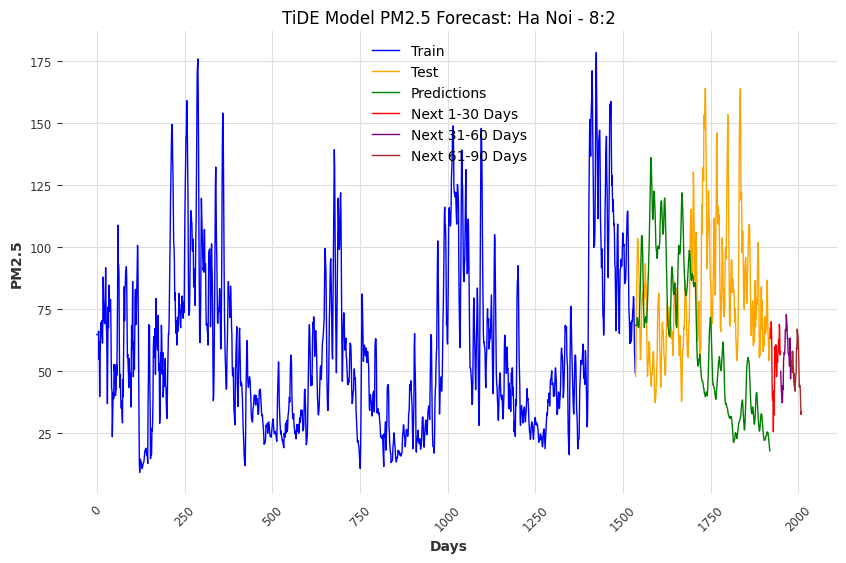 TiDE Model PM2.5 Forecast: Ha Noi - 8:2
Train
Test
Predictions
Next 1-30 Days
Next 31-60 Days
Next 61-90 Days
PM2.5
175
150
125
100
75
50
25
0
250
500
750
1000
1250
1500
1750
2000
Days